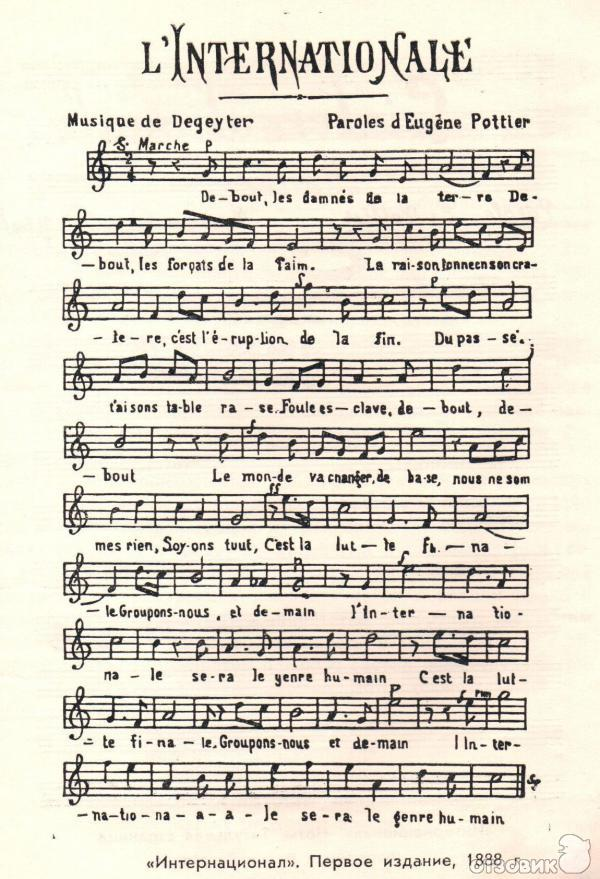 L'INTERNATIONALE
Musique de Degeyter Paroles d'Eugène Pottier
Marche P
De-bout, les damnés de la ter-re De-
-bout, les forçats de la faim. La rai-son tonne en son cra-
f P
-te-re, c'est l'é-rup-tion de la fin. Du pas-sé
faisons ta-ble ra-se. Foule es-clave, de-bout, de-
f
-bout Le mon-de va changer, de ba-se, nous ne som
ff
mes rien, Soy-ons tout, C'est la lut-te fi-na-
P f
-le. Groupons-nous, et de-main l'In-ter-na tio-
na-le se-ra le genre hu-main C'est la lut-
P
-te fi-na-le. Groupons-nous et de-main l In-ter-
-na-tio-na-a-a-le se-ra le genre hu-main
«Интернационал». Первое издание, 1888 г.
ОТЗОВИК